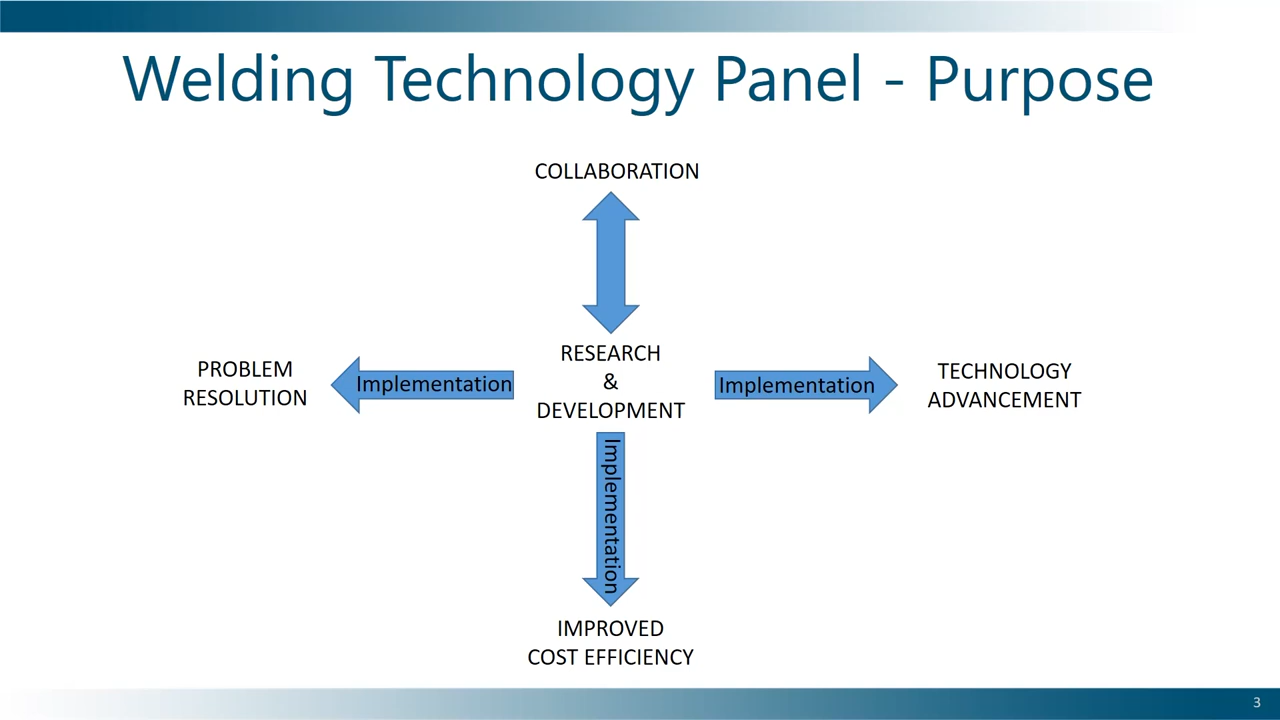 Welding Technology Panel - Purpose
COLLABORATION
RESEARCH
&
DEVELOPMENT
PROBLEM
RESOLUTION
Implementation
Implementation
TECHNOLOGY
ADVANCEMENT
Implementation
IMPROVED
COST EFFICIENCY
3